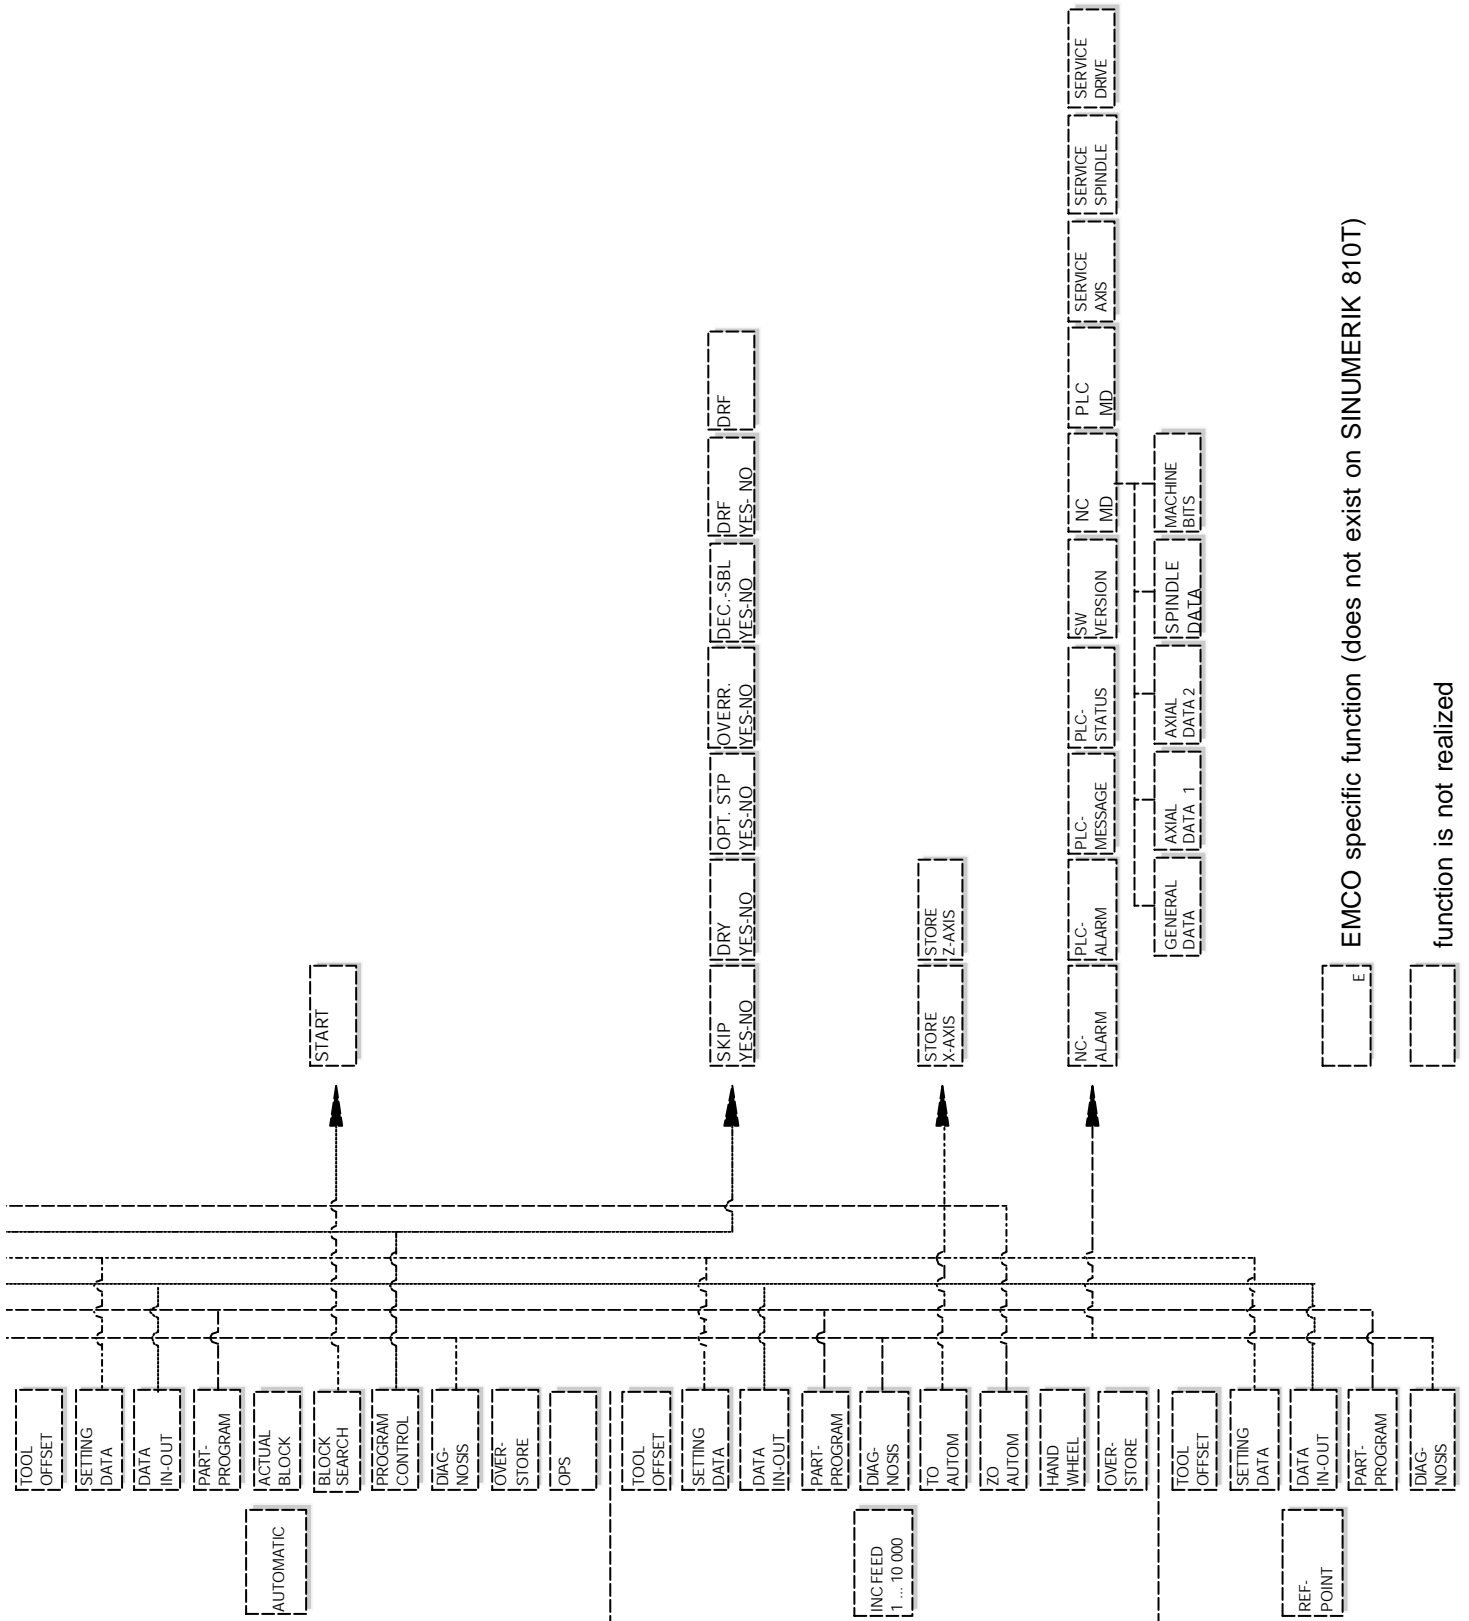 AUTOMATIC
TOOL
OFFSET
SETTING
DATA
DATA
IN-OUT
PART-
PROGRAM
ACTUAL
BLOCK
BLOCK
SEARCH
PROGRAM
CONTROL
DIAG-
NOSIS
OVER-
STORE
OPS
START
SKIP
YES-NO
DRY
YES-NO
OPT. STP
YES-NO
OVERR.
YES-NO
DEC.-SBL
YES-NO
DRF
YES- NO
DRF
INC FEED
1 ... 10 000
TOOL
OFFSET
SETTING
DATA
DATA
IN-OUT
PART-
PROGRAM
DIAG-
NOSIS
TO
AUTOM
ZO
AUTOM
HAND
WHEEL
OVER-
STORE
STORE
X-AXIS
STORE
Z-AXIS
NC-
ALARM
PLC-
ALARM
PLC-
MESSAGE
PLC-
STATUS
SW
VERSION
NC
MD
PLC
MD
SERVICE
AXIS
SERVICE
SPINDLE
SERVICE
DRIVE
GENERAL
DATA
AXIAL
DATA 1
AXIAL
DATA 2
SPINDLE
DATA
MACHINE
BITS
REF-
POINT
TOOL
OFFSET
SETTING
DATA
DATA
IN-OUT
PART-
PROGRAM
DIAG-
NOSIS
E
EMCO specific function (does not exist on SINUMERIK 810T)
function is not realized